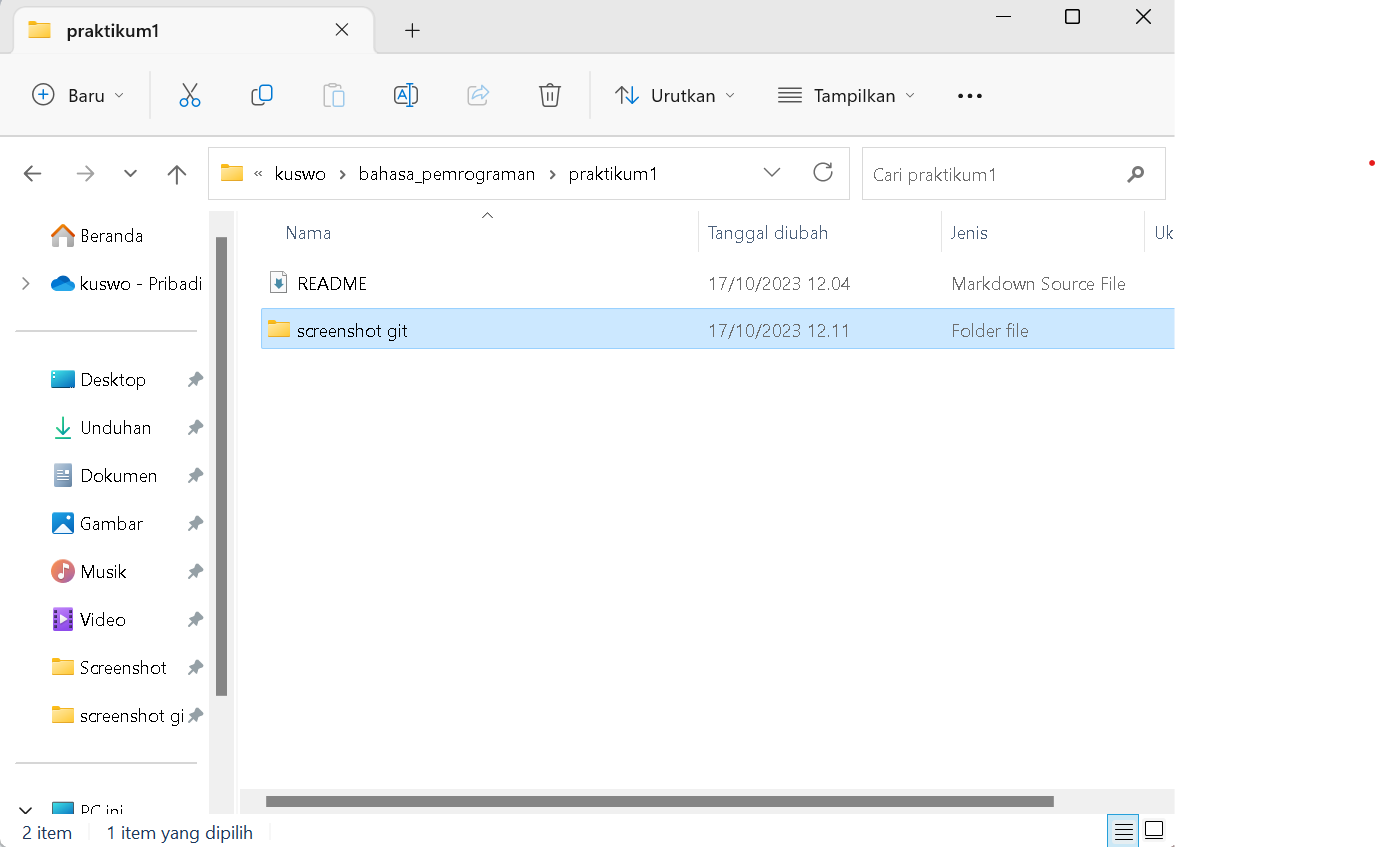 praktikum1
Baru
Urutkan
Tampilkan
« kuswo > bahasa_pemrograman > praktikum1
Cari praktikum1
Nama Tanggal diubah Jenis Uk
README 17/10/2023 12.04 Markdown Source File
screenshot git 17/10/2023 12.11 Folder file
Beranda
kuswo - Pribadi
Desktop
Unduhan
Dokumen
Gambar
Musik
Video
Screenshot
screenshot gi
PC ini
2 item 1 item yang dipilih